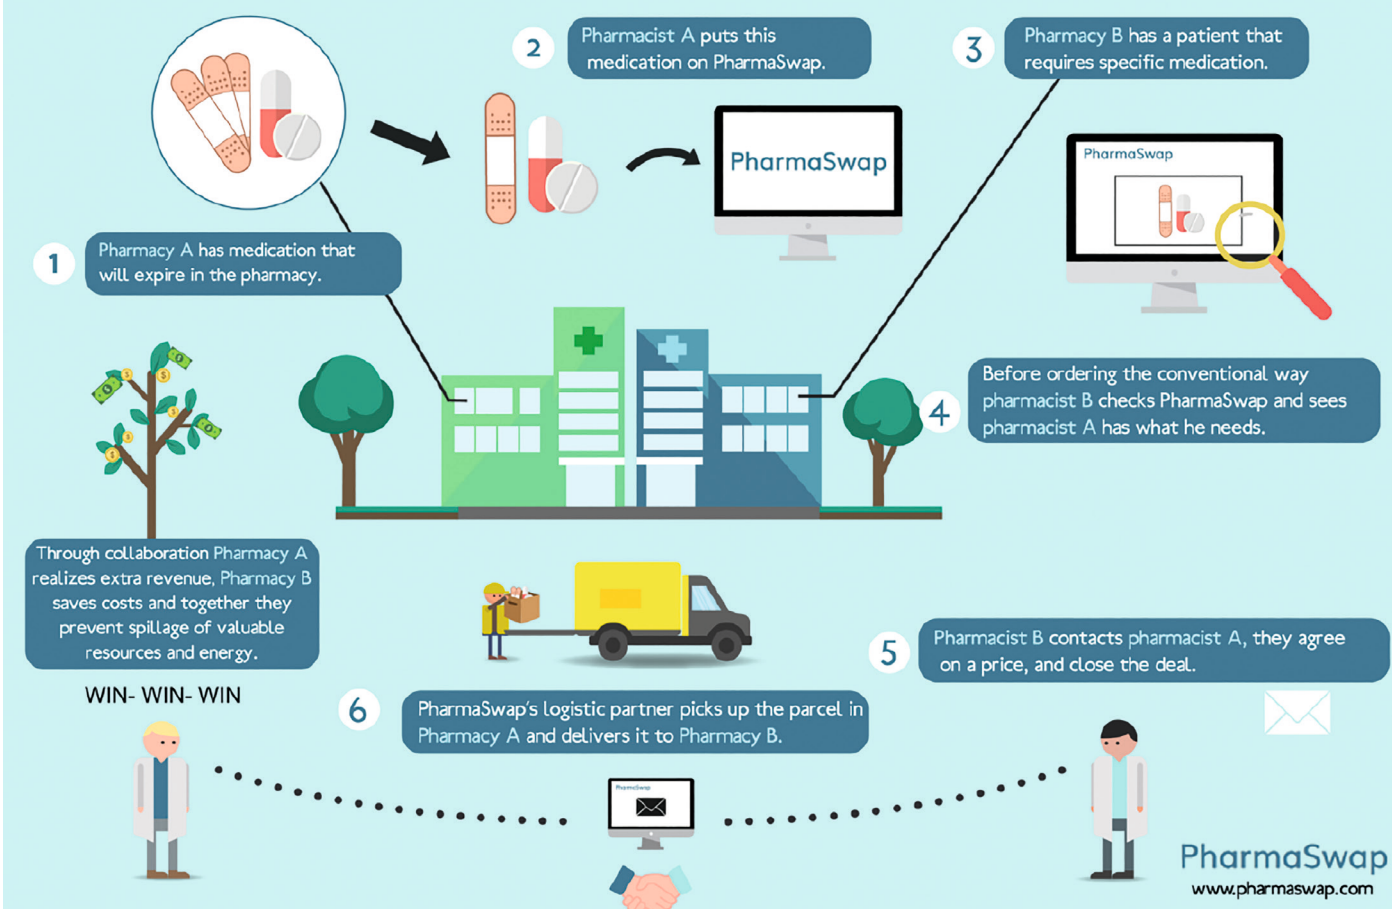 1
Pharmacy A has medication that
will expire in the pharmacy.
2
Pharmacist A puts this
medication on PharmaSwap.
PharmaSwap
3
Pharmacy B has a patient that
requires specific medication.
PharmaSwap
4
Before ordering the conventional way
pharmacist B checks PharmaSwap and sees
pharmacist A has what he needs.
5
Pharmacist B contacts pharmacist A, they agree
on a price, and close the deal.
6
PharmaSwap's logistic partner picks up the parcel in
Pharmacy A and delivers it to Pharmacy B.
PharmaSwap
Through collaboration Pharmacy A
realizes extra revenue, Pharmacy B
saves costs and together they
prevent spillage of valuable
resources and energy.
WIN- WIN- WIN
PharmaSwap
www.pharmaswap.com